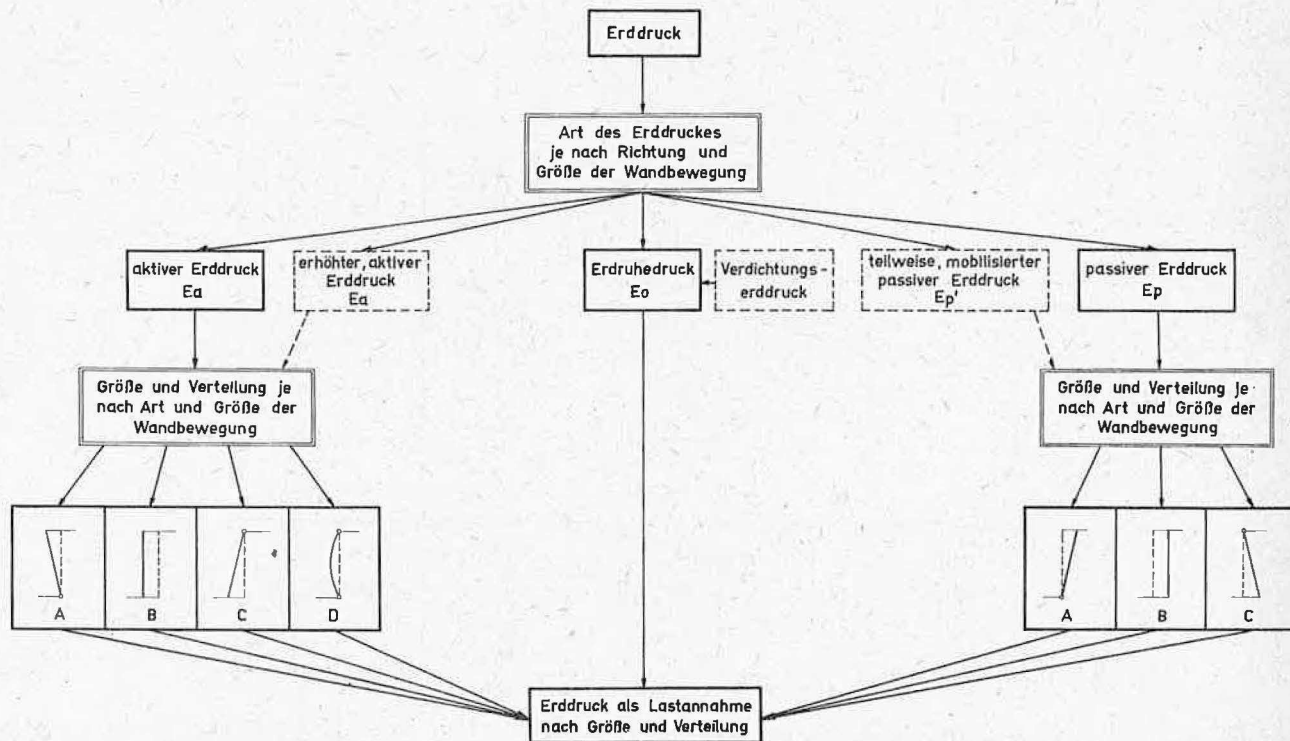 Erddruck
Art des Erddruckes
je nach Richtung und
Größe der Wandbewegung
aktiver Erddruck
Ea
erhöhter, aktiver
Erddruck
Ea
Erdruhedruck
Eo
Verdichtungs-
erddruck
teilweise, mobilisierter
passiver Erddruck
Ep'
passiver Erddruck
Ep
Größe und Verteilung je
nach Art und Größe der
Wandbewegung
Größe und Verteilung je
nach Art und Größe der
Wandbewegung
A
B
C
D
A
B
C
Erddruck als Lastannahme
nach Größe und Verteilung